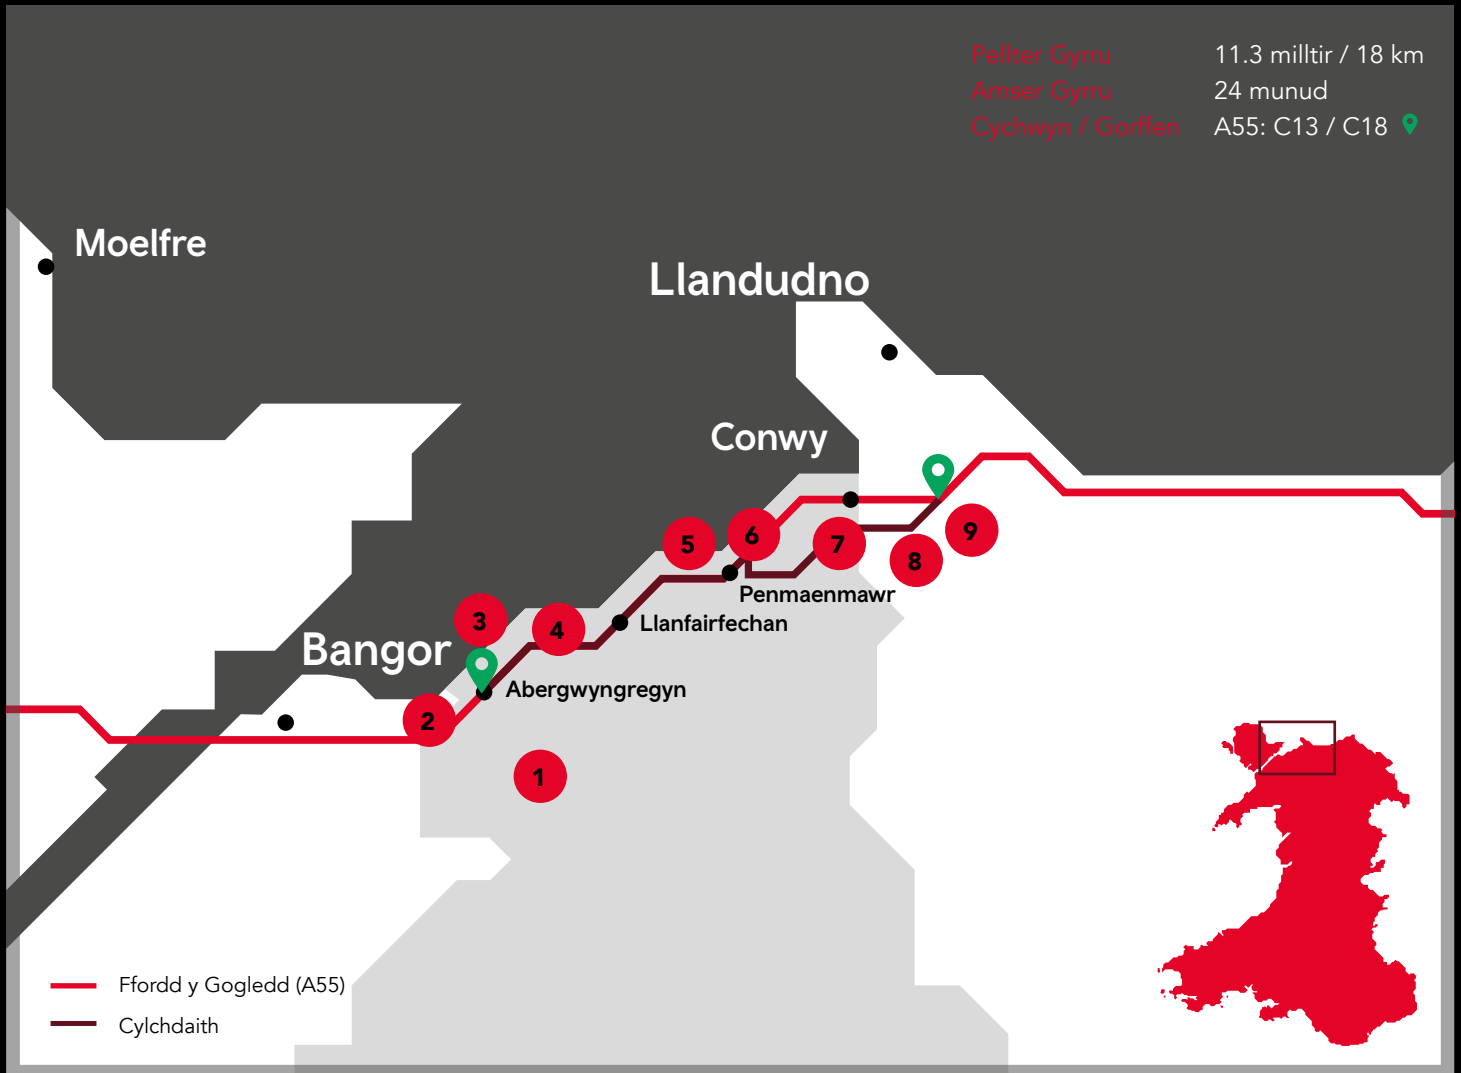 Pellter Gyrru 11.3 milltir / 18 km
Amser Gyrru 24 munud
Cychwyn / Gorffen A55: C13 / C18
Moelfre
Llandudno
Conwy
5
6
7
8
9
Penmaenmawr
3
4
Llanfairfechan
Bangor
Abergwyngregyn
2
1
Ffordd y Gogledd (A55)
Cylchdaith